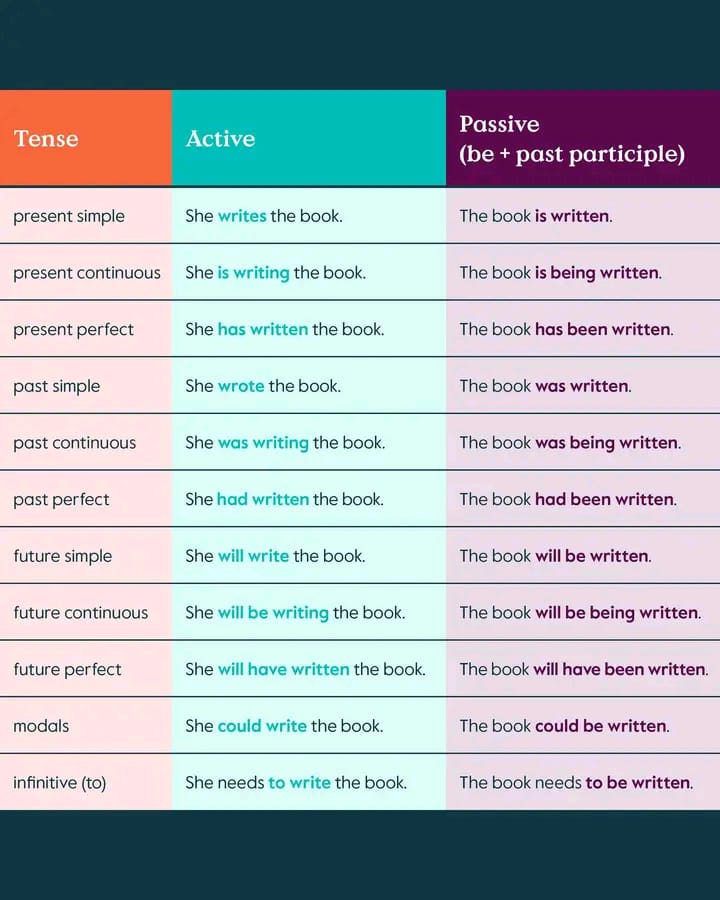 Tense Active Passive
(be + past participle)
present simple She writes the book. The book is written.
present continuous She is writing the book. The book is being written.
present perfect She has written the book. The book has been written.
past simple She wrote the book. The book was written.
past continuous She was writing the book. The book was being written.
past perfect She had written the book. The book had been written.
future simple She will write the book. The book will be written.
future continuous She will be writing the book. The book will be being written.
future perfect She will have written the book. The book will have been written.
modals She could write the book. The book could be written.
infinitive (to) She needs to write the book. The book needs to be written.